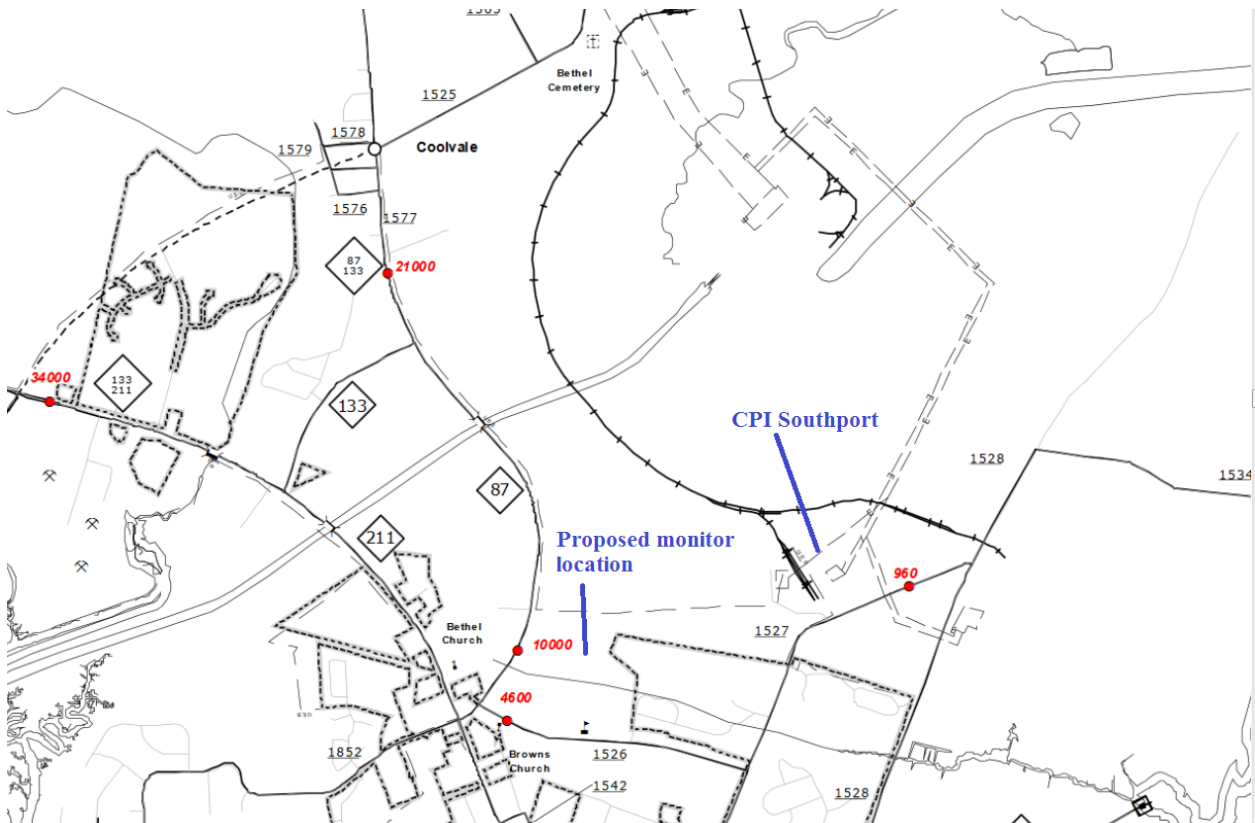 1525
Bethel
Cemetery
1578
1579
Coolvale
1576
1577
87
133
21000
34000
133
211
133
CPI Southport
1528
1534
87
211
Proposed monitor
location
960
Bethel
Church
1527
10000
4600
1852
Browns
Church
1526
1542
1528